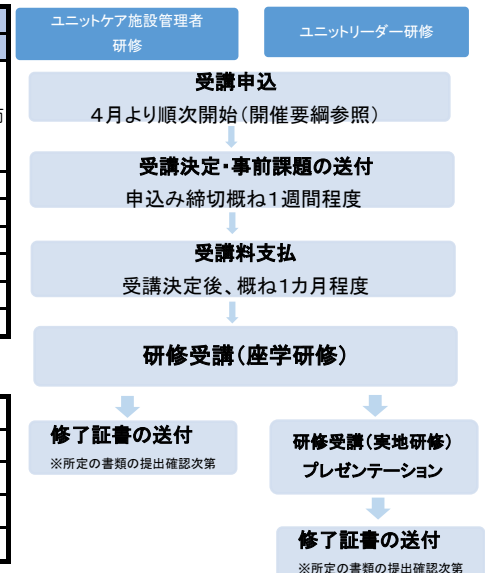 ユニットケア施設管理者
研修
ユニットリーダー研修
受講申込
４月より順次開始（開催要綱参照）
受講決定・事前課題の送付
申込み締切概ね１週間程度
受講料支払
受講決定後、概ね１カ月程度
研修受講（座学研修）
修了証書の送付
※所定の書類の提出確認次第
研修受講（実地研修）
プレゼンテーション
修了証書の送付
※所定の書類の提出確認次第